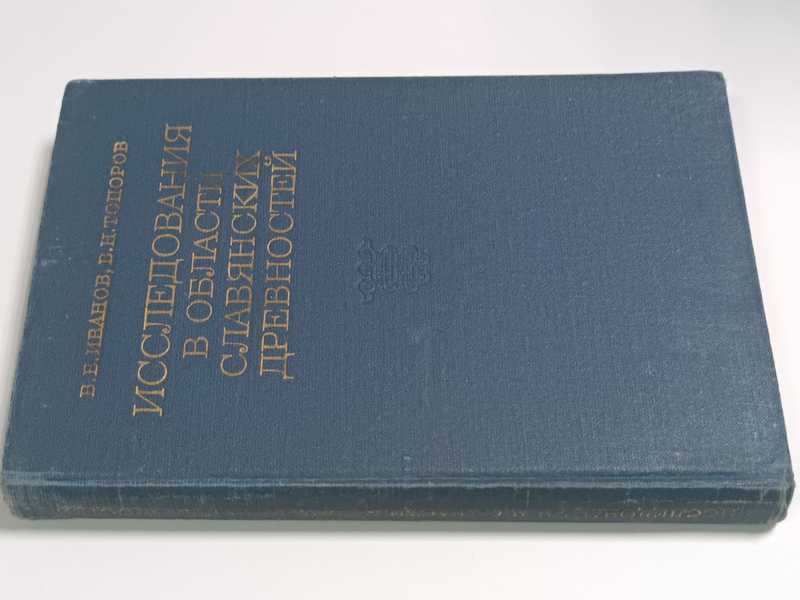 В.В.ИВАНОВ, В.Н.ТОПОРОВ
ИССЛЕДОВАНИЯ
В ОБЛАСТИ
СЛАВЯНСКИХ
ДРЕВНОСТЕЙ